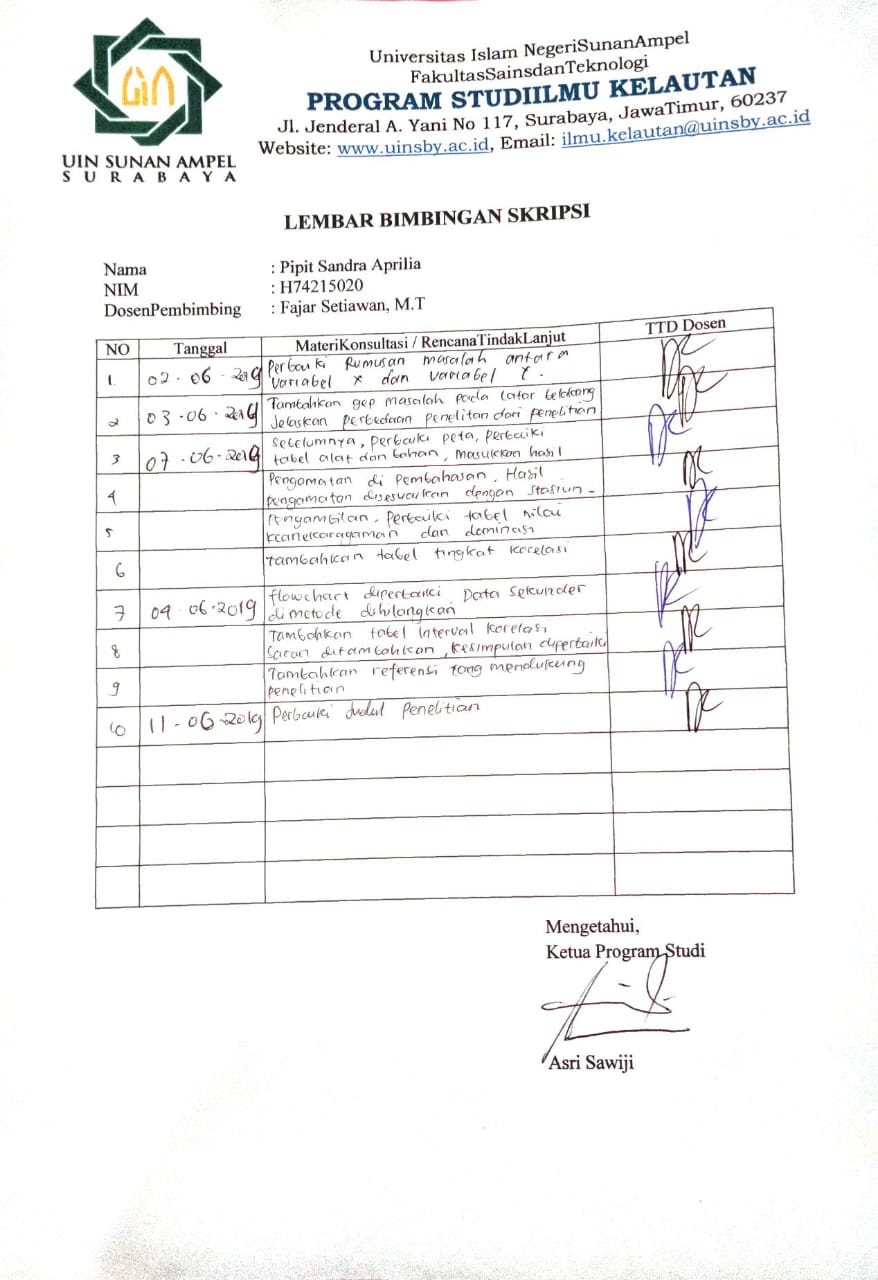 UIN SUNAN AMPEL
S U R A B A Y A
Universitas Islam NegeriSunanAmpel
FakultasSainsdanTeknologi
PROGRAM STUDIILMU KELAUTAN
Jl. Jenderal A. Yani No 117, Surabaya, JawaTimur, 60237
Website: www.uinsby.ac.id, Email: ilmu.kelautan@uinsby.ac.id
LEMBAR BIMBINGAN SKRIPSI
Nama : Pipit Sandra Aprilia
NIM : H74215020
DosenPembimbing : Fajar Setiawan, M.T
NO Tanggal MateriKonsultasi / RencanaTindakLanjut TTD Dosen
1. 02-06-2019 Perbaiki Rumusan masalah antara
variabel x dan variabel Y.
2 03-06-2019 Tambahkan gep masalah pada latar belakang
Jelaskan perbedaan penelitan dari penelitian
3 07-06-2019 sebelumnya, perbaiki peta, perbaiki
tabel alat dan bahan, masukkan hasil
4 Pengamatan di Pembahasan. Hasil
pengamatan disesuaikan dengan stasiun-
5 Pengambilan. perbaiki tabel nilai
keanekaragaman dan dominasi
6 tambahkan tabel tingkat korelasi
7 09-06-2019 flowchart diperbaiki Data sekunder
di metode dihilangkan
8 Tambahkan tabel interval korelasi
saran ditambahkan, kesimpulan diperbaiki
9 Tambahkan referensi yang mendukung
penelitian
10 11-06-2019 Perbaiki Judul Penelitian
Mengetahui,
Ketua Program Studi
Asri Sawiji